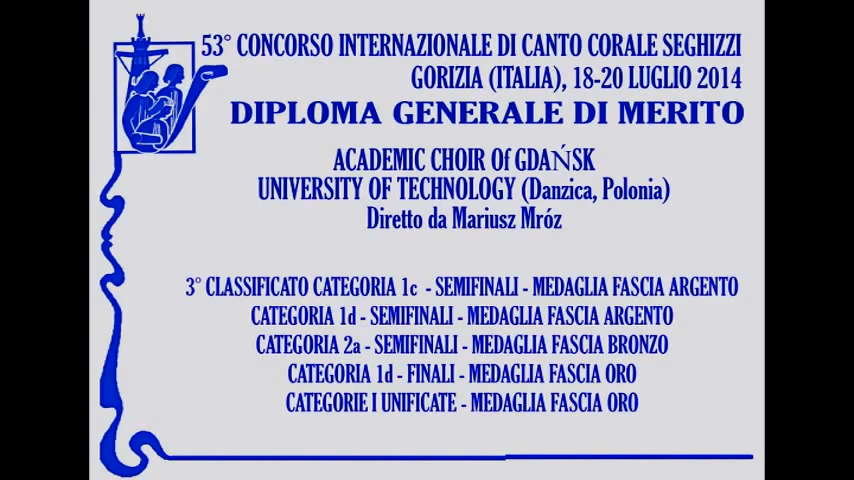 53° CONCORSO INTERNAZIONALE DI CANTO CORALE SEGHIZZI
GORIZIA (ITALIA), 18-20 LUGLIO 2014
DIPLOMA GENERALE DI MERITO
ACADEMIC CHOIR Of GDAŃSK
UNIVERSITY OF TECHNOLOGY (Danzica, Polonia)
Diretto da Mariusz Mróz
3° CLASSIFICATO CATEGORIA 1c - SEMIFINALI - MEDAGLIA FASCIA ARGENTO
CATEGORIA 1d - SEMIFINALI - MEDAGLIA FASCIA ARGENTO
CATEGORIA 2a - SEMIFINALI - MEDAGLIA FASCIA BRONZO
CATEGORIA 1d - FINALI - MEDAGLIA FASCIA ORO
CATEGORIE I UNIFICATE - MEDAGLIA FASCIA ORO